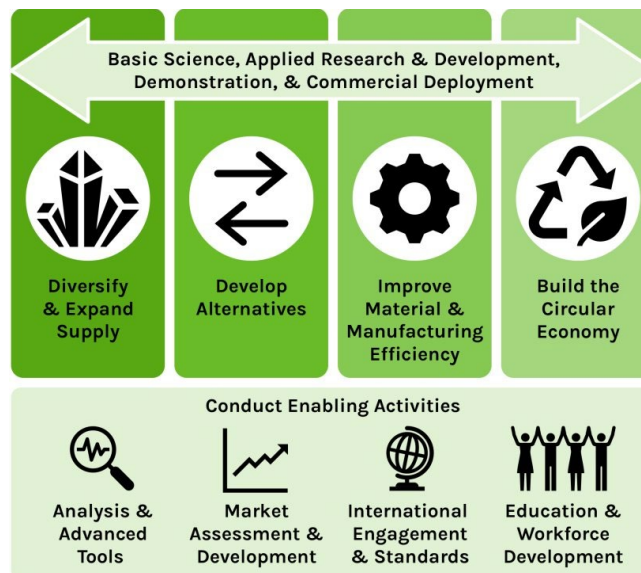 Basic Science, Applied Research & Development,
Demonstration, & Commercial Deployment
Diversify
& Expand
Supply
Develop
Alternatives
Improve
Material &
Manufacturing
Efficiency
Build the
Circular
Economy
Conduct Enabling Activities
Analysis &
Advanced
Tools
Market
Assessment &
Development
International
Engagement
& Standards
Education &
Workforce
Development